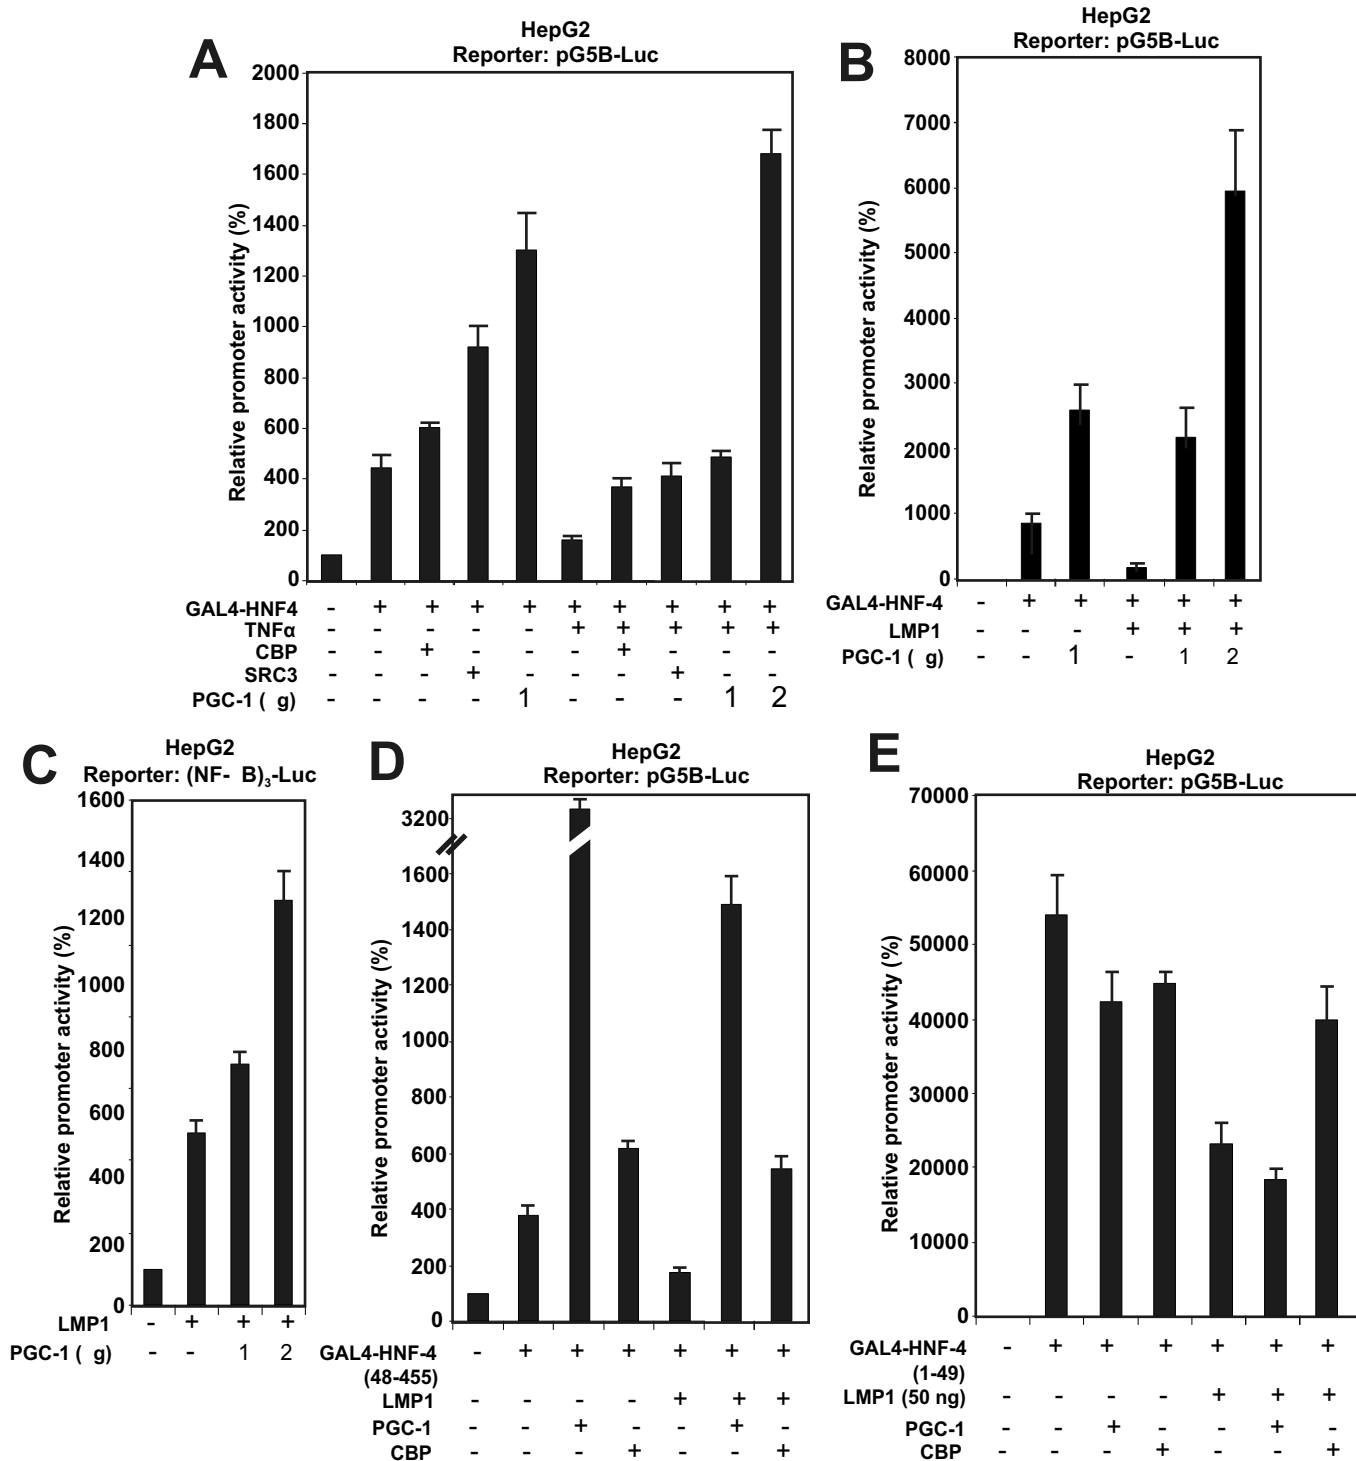 A
HepG2
Reporter: pG5B-Luc
Relative promoter activity (%)
2000
1800
1600
1400
1200
1000
800
600
400
200
0
GAL4-HNF4 - + + + + + + + + +
TNFα - - - - - + + + + +
CBP - - + - - - + - - -
SRC3 - - - + - - - + - -
PGC-1 ( g) - - - - 1 - - - 1 2
B
HepG2
Reporter: pG5B-Luc
Relative promoter activity (%)
8000
7000
6000
5000
4000
3000
2000
1000
0
GAL4-HNF-4 - + + + + +
LMP1 - - - + + +
PGC-1 ( g) - - 1 - 1 2
C
HepG2
Reporter: (NF- B)3-Luc
Relative promoter activity (%)
1600
1400
1200
1000
800
600
400
200
0
LMP1 - + + +
PGC-1 ( g) - - 1 2
D
HepG2
Reporter: pG5B-Luc
Relative promoter activity (%)
3200
1600
1400
1200
1000
800
600
400
200
0
GAL4-HNF-4 - + + + + + +
(48-455)
LMP1 - - - - + + +
PGC-1 - - + - - + -
CBP - - - + - - +
E
HepG2
Reporter: pG5B-Luc
Relative promoter activity (%)
70000
60000
50000
40000
30000
20000
10000
0
GAL4-HNF-4 - + + + + + +
(1-49)
LMP1 (50 ng) - - - - + + +
PGC-1 - - + - - + -
CBP - - - + - - +